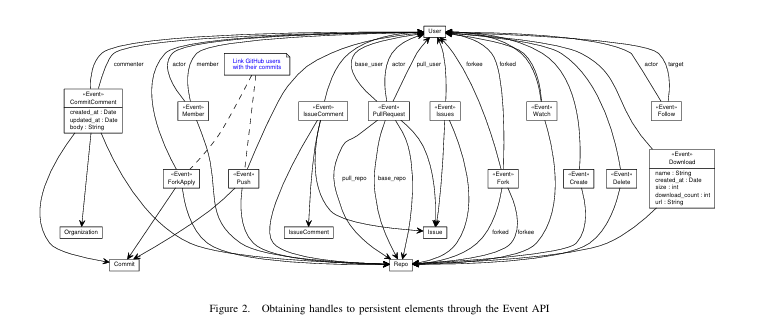 User
commenter
actor
member
Link GitHub users
with their commits
base_user
actor
pull_user
forkee
forked
actor
target
«Event»
CommitComment
created_at : Date
updated_at : Date
body : String
«Event»
Member
«Event»
IssueComment
«Event»
PullRequest
«Event»
Issues
«Event»
Watch
«Event»
Follow
«Event»
Download
name : String
created_at : Date
size : int
download_count : int
url : String
«Event»
ForkApply
«Event»
Push
pull_repo
base_repo
«Event»
Fork
«Event»
Create
«Event»
Delete
Organization
IssueComment
Issue
forked
forkee
Commit
Repo
Figure 2. Obtaining handles to persistent elements through the Event API